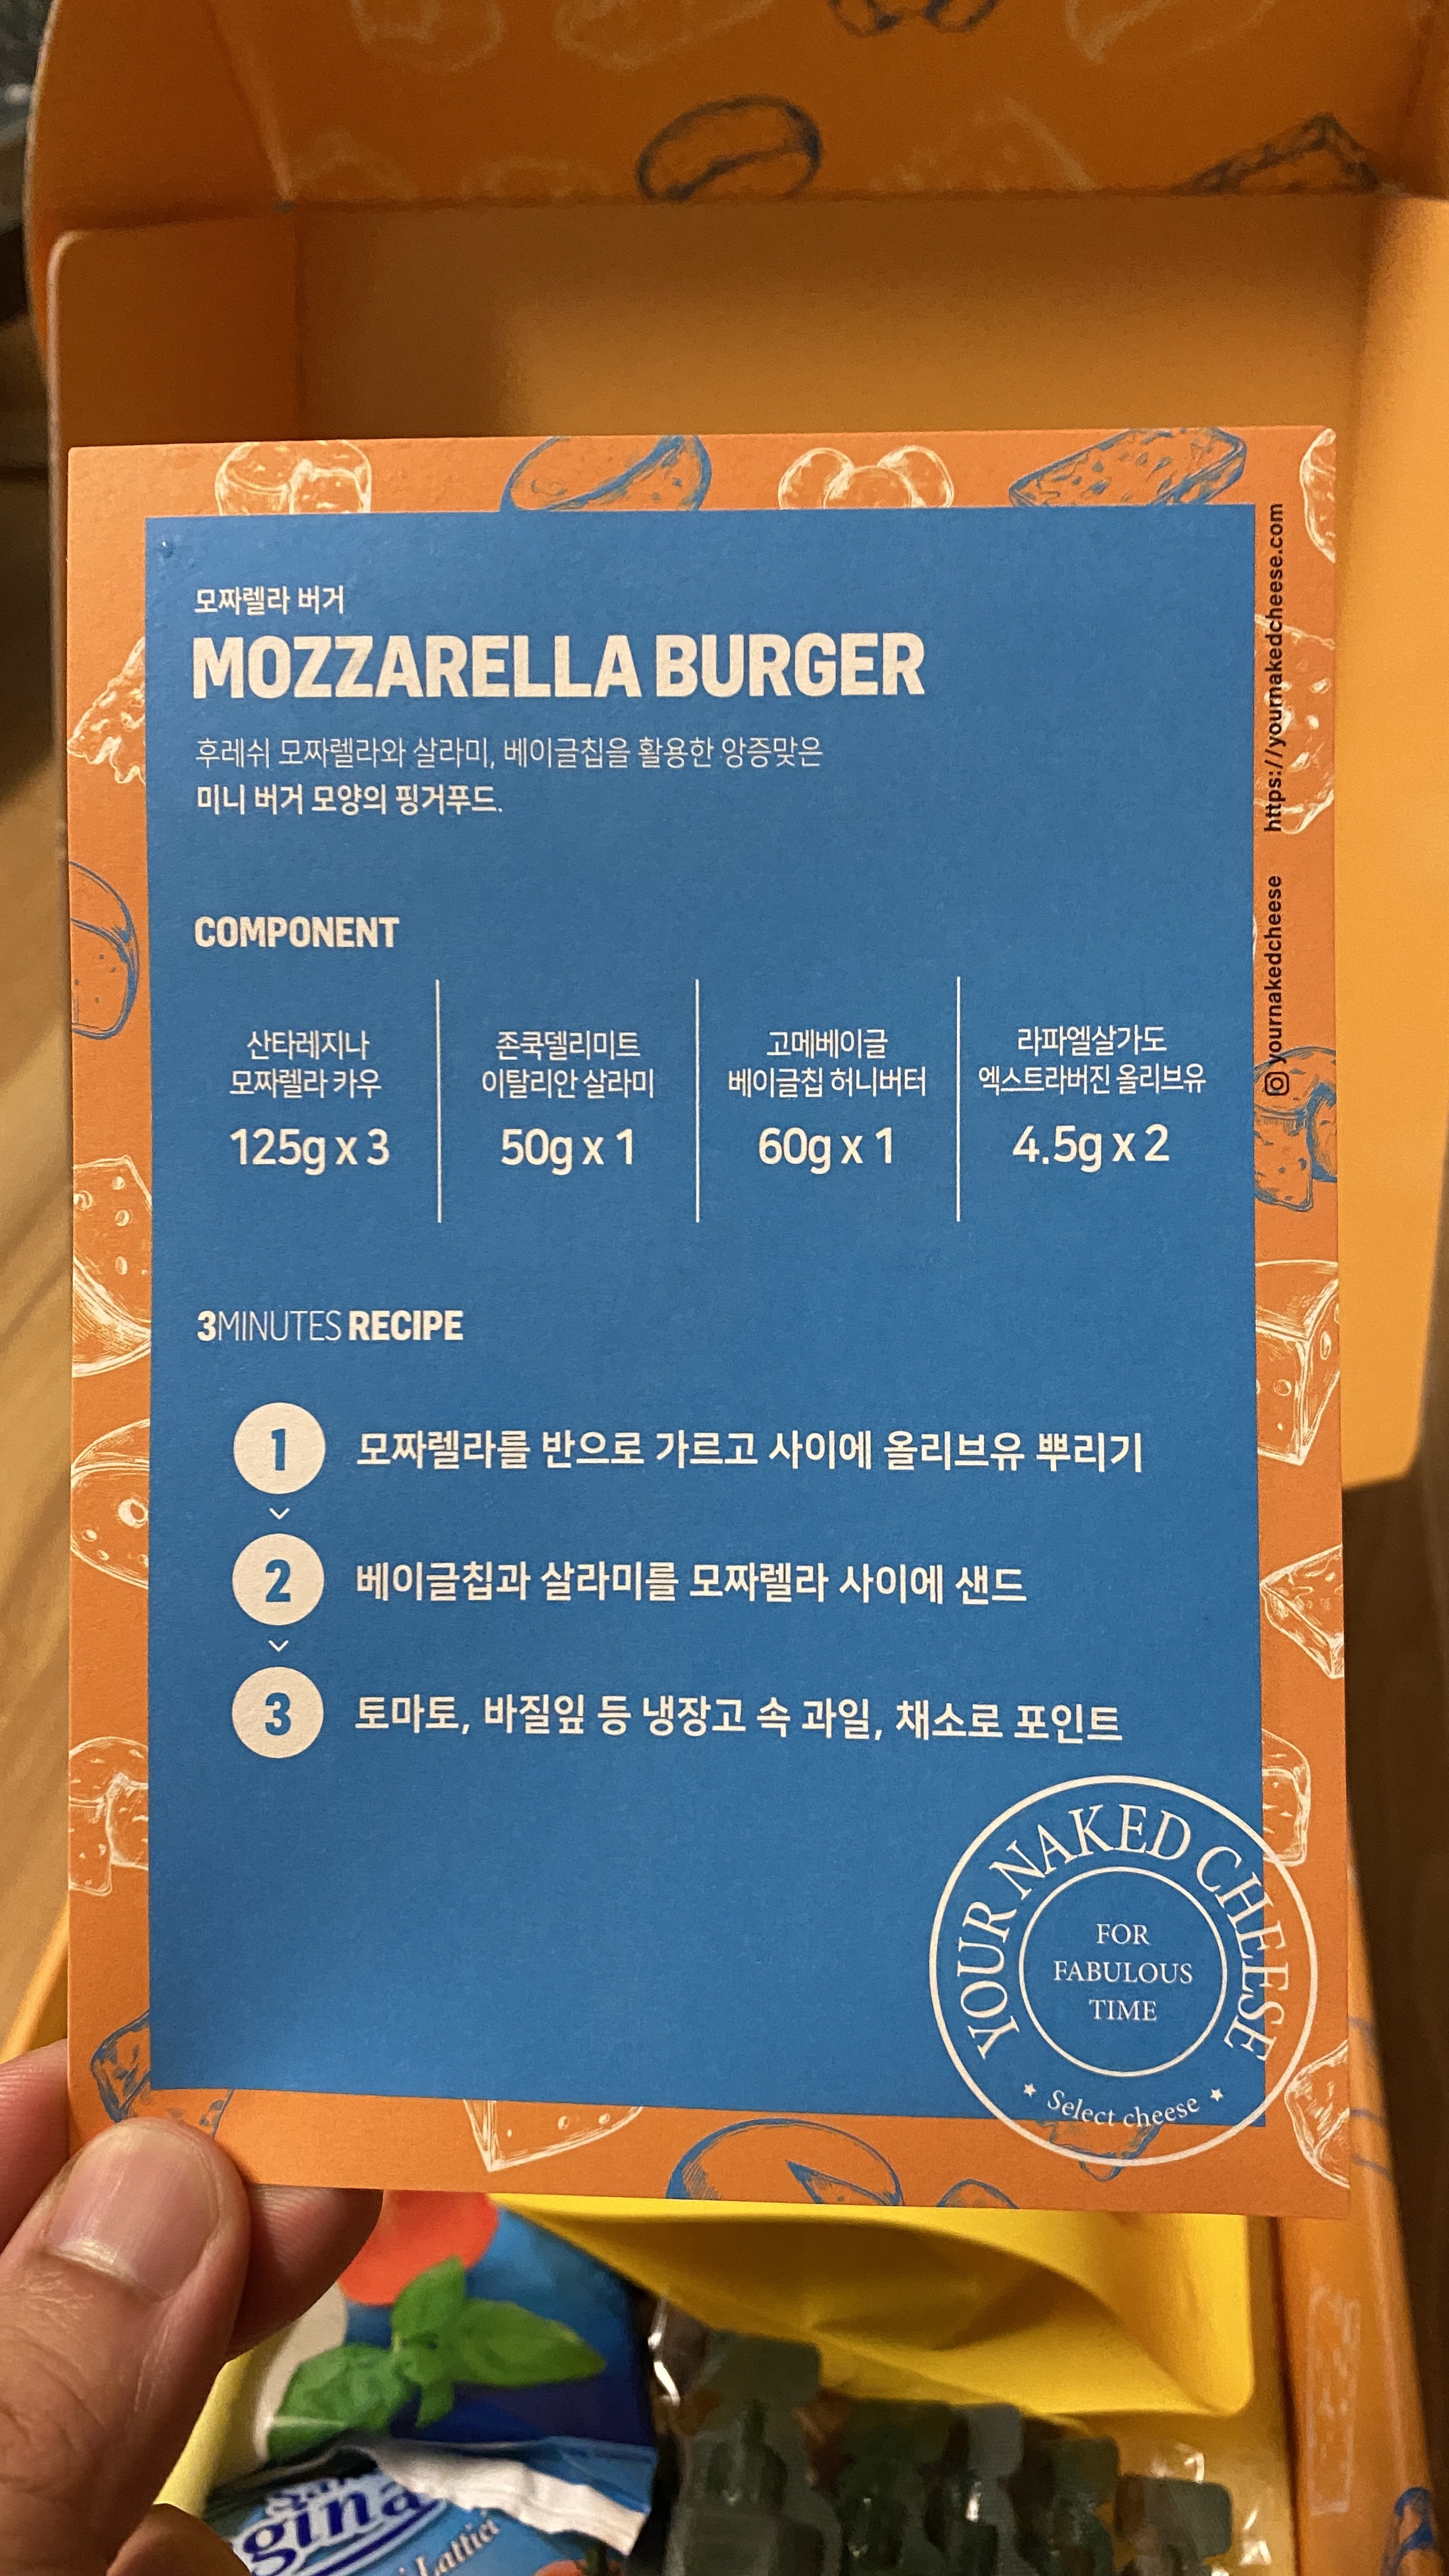 모짜렐라 버거
MOZZARELLA BURGER
후레쉬 모짜렐라와 살라미, 베이글칩을 활용한 앙증맞은
미니 버거 모양의 핑거푸드.
COMPONENT
산타레지나
모짜렐라 카우
125g x 3
존쿡델리미트
이탈리안 살라미
50g x 1
고메베이글
베이글칩 허니버터
60g x 1
라파엘살가도
엑스트라버진 올리브유
4.5g x 2
3MINUTES RECIPE
1 모짜렐라를 반으로 가르고 사이에 올리브유 뿌리기
2 베이글칩과 살라미를 모짜렐라 사이에 샌드
3 토마토, 바질잎 등 냉장고 속 과일, 채소로 포인트
YOUR NAKED CHEESE
FOR
FABULOUS
TIME
Select cheese
yournakedcheese
https://yournakedcheese.com
gina
Lattici